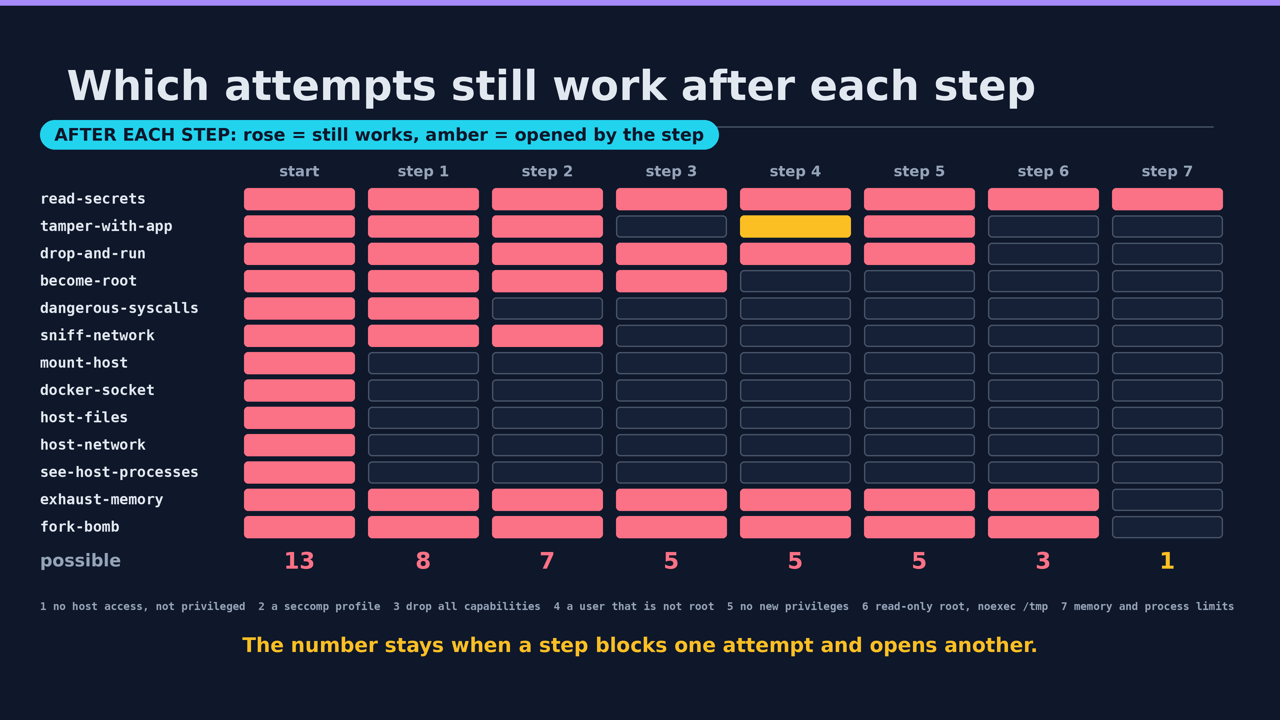 Which attempts still work after each step
AFTER EACH STEP: rose = still works, amber = opened by the step
start step 1 step 2 step 3 step 4 step 5 step 6 step 7
read-secrets
tamper-with-app
drop-and-run
become-root
dangerous-syscalls
sniff-network
mount-host
docker-socket
host-files
host-network
see-host-processes
exhaust-memory
fork-bomb
possible 13 8 7 5 5 5 3 1
1 no host access, not privileged 2 a seccomp profile 3 drop all capabilities 4 a user that is not root 5 no new privileges 6 read-only root, noexec /tmp 7 memory and process limits
The number stays when a step blocks one attempt and opens another.